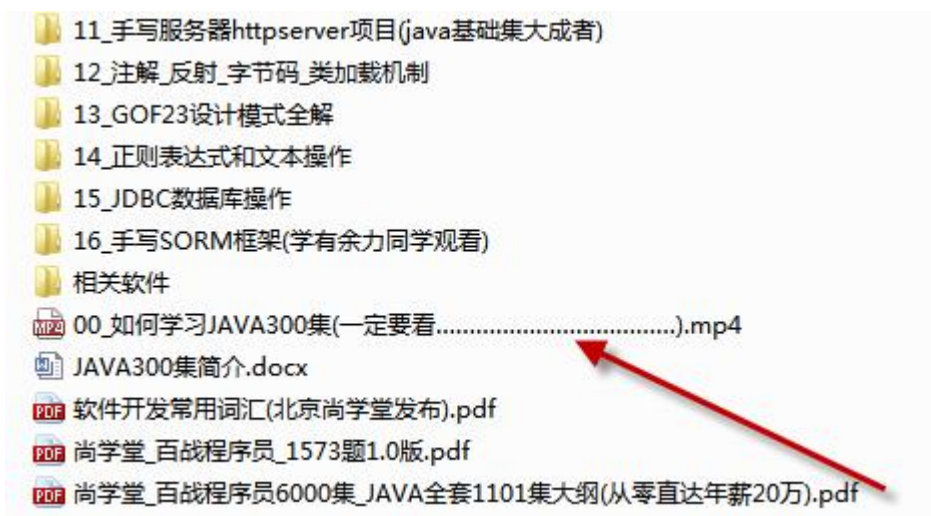 11_手写服务器httpserver项目(java基础集大成者)
12_注解_反射_字节码_类加载机制
13_GOF23设计模式全解
14_正则表达式和文本操作
15_JDBC数据库操作
16_手写SORM框架(学有余力同学观看)
相关软件
MP4 00_如何学习JAVA300集(一定要看....................................).mp4
JAVA300集简介.docx
PDF 软件开发常用词汇(北京尚学堂发布).pdf
PDF 尚学堂_百战程序员_1573题1.0版.pdf
PDF 尚学堂_百战程序员6000集_JAVA全套1101集大纲(从零直达年薪20万).pdf